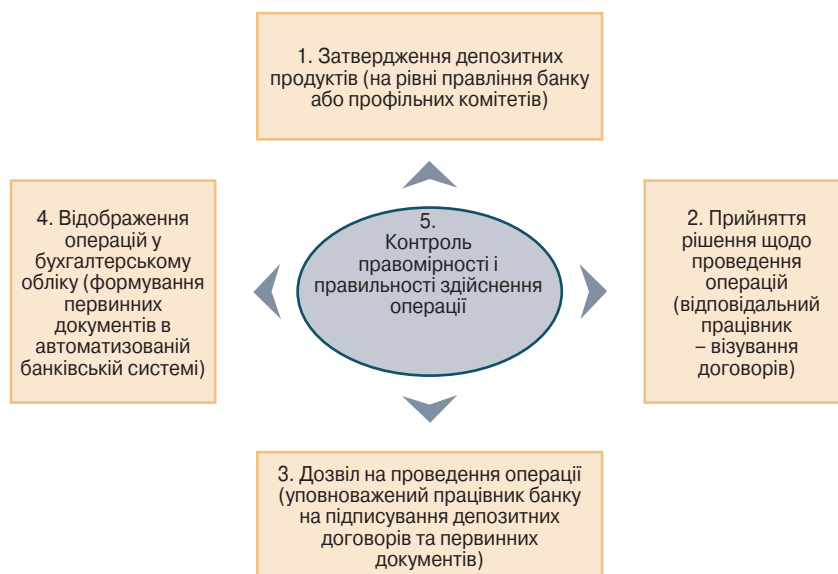 1. Затвердження депозитних
продуктів (на рівні правління банку
або профільних комітетів)
4. Відображення
операцій у
бухгалтерському
обліку (формування
первинних
документів в
автоматизованій
банківській системі)
5.
Контроль
правомірності і
правильності здійснення
операції
2. Прийняття
рішення щодо
проведення
операцій
(відповідальний
працівник
– візування
договорів)
3. Дозвіл на проведення операції
(уповноважений працівник банку
на підписування депозитних
договорів та первинних
документів)